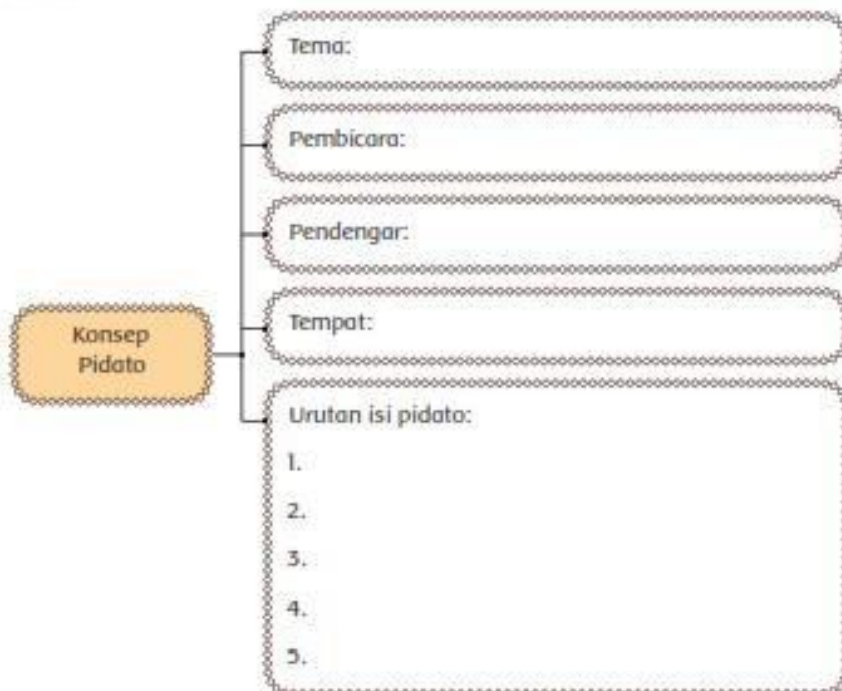 Tema:
Pembicara:
Pendengar:
Tempat:
Konsep
Pidato
Urutan isi pidato:
1.
2.
3.
4.
5.